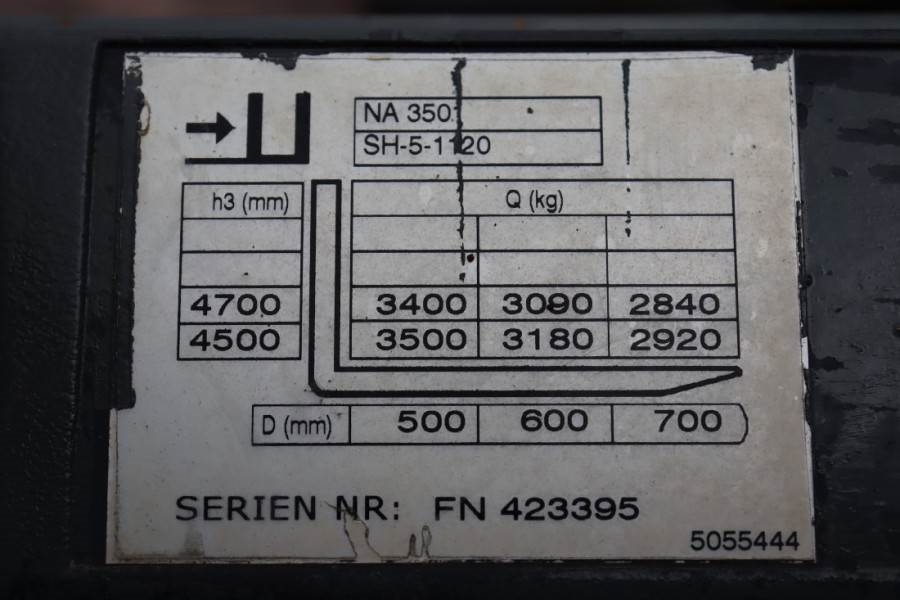 NA 3501
SH-5-1120
h3 (mm) Q (kg)
4700 3400 3090 2840
4500 3500 3180 2920
D (mm) 500 600 700
SERIEN NR: FN 423395
5055444